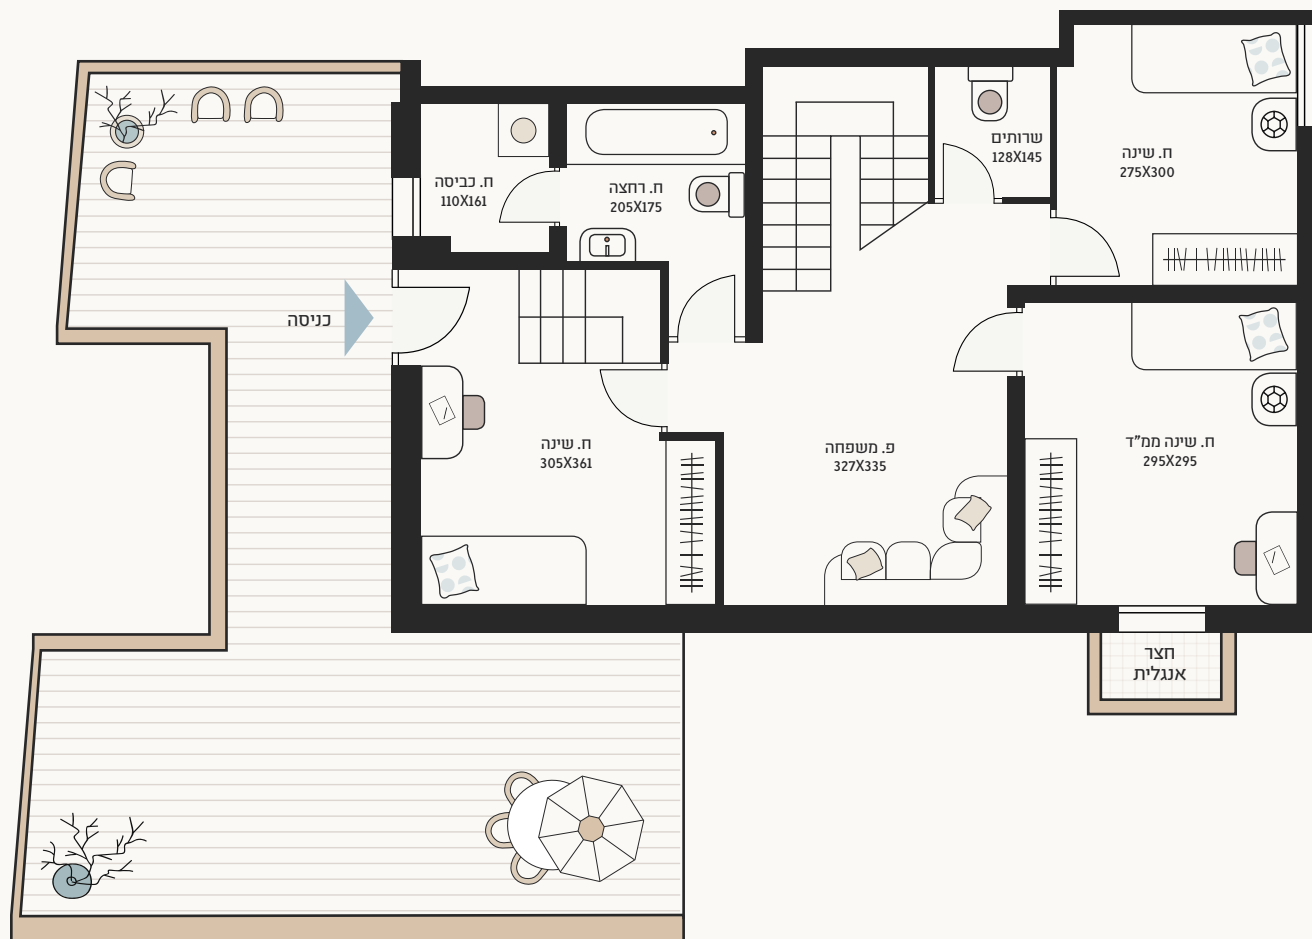 שרותים
128X145
ח. שינה
275X300
ח. רחצה
205X175
ח. כביסה
110X161
כניסה
ח. שינה ממ"ד
295X295
פ. משפחה
327X335
ח. שינה
305X361
חצר
אנגלית